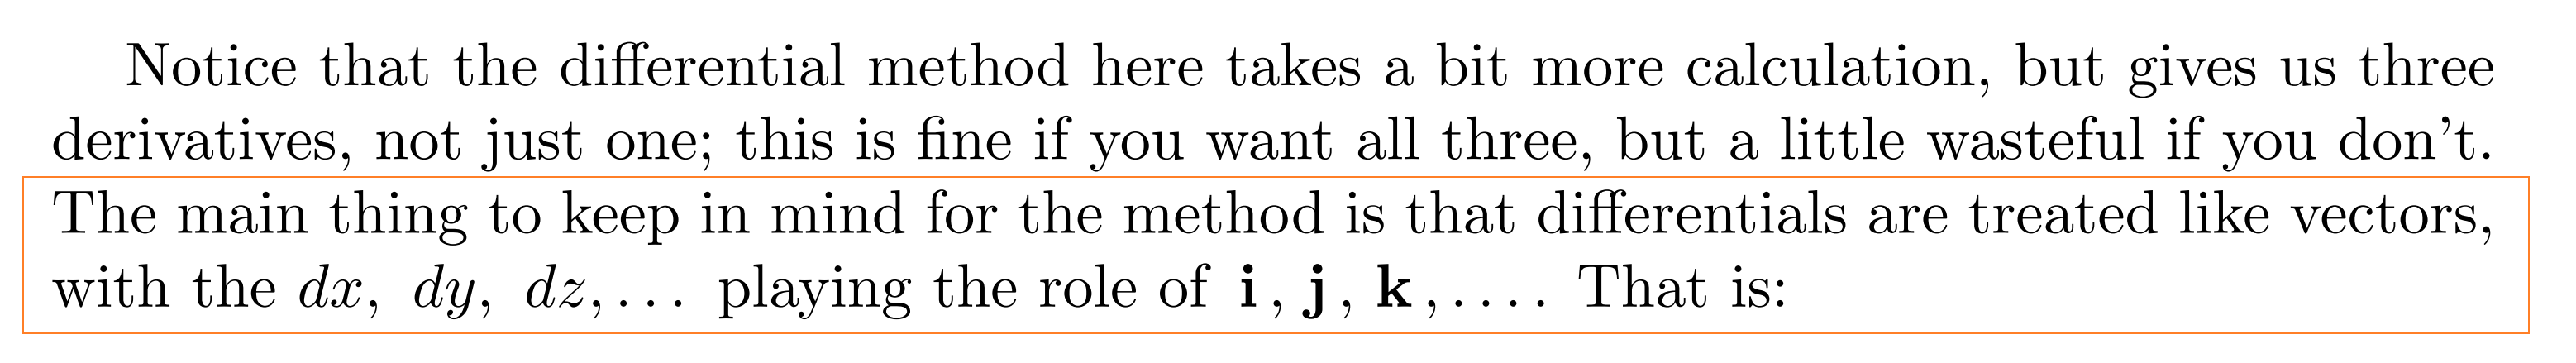 Notice that the differential method here takes a bit more calculation, but gives us three
derivatives, not just one; this is fine if you want all three, but a little wasteful if you don't.
The main thing to keep in mind for the method is that differentials are treated like vectors,
with the dx, dy, dz,... playing the role of i, j, k,.... That is: